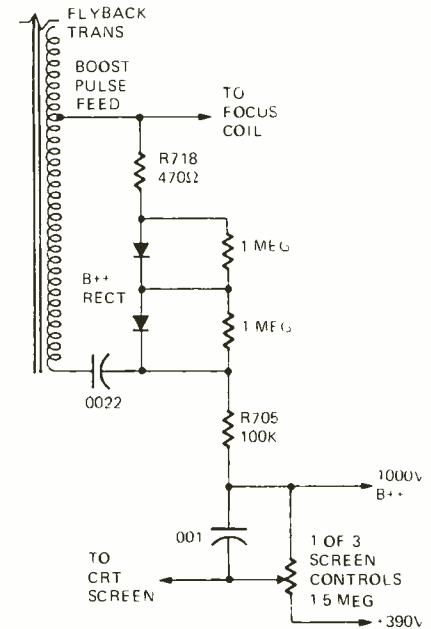 FLYBACK
TRANS
BOOST
PULSE
FEED
TO
FOCUS
COIL
R718
470Ω
1 MEG
B++
RECT
1 MEG
0022
R705
100K
1000V
B++
001
1 OF 3
SCREEN
CONTROLS
1 5 MEG
TO
CRT
SCREEN
+390V